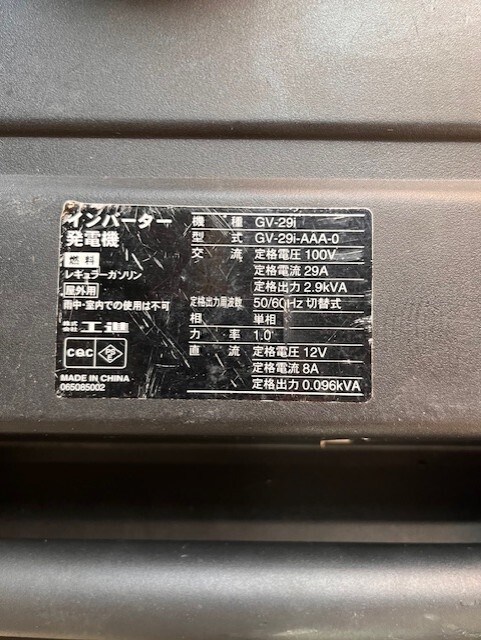 インバーター
発電機
燃料
レギュラーガソリン
屋外用
雨中・室内での使用は不可
株式会社 工進
CQC
PSE
MADE IN CHINA
065085002
機種 GV-29i
型式 GV-29i-AAA-0
交流 定格電圧 100V
定格電流 29A
定格出力 2.9kVA
定格出力周波数 50/60Hz 切替式
相 単相
力率 1.0
直流 定格電圧 12V
定格電流 8A
定格出力 0.096kVA